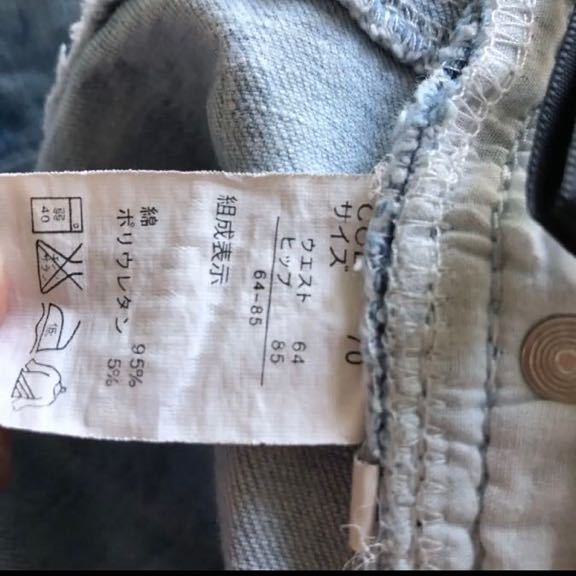 サイズ
ウエスト 64
ヒップ 85
64-85
組成表示
綿 95%
ポリウレタン 5%
弱
40